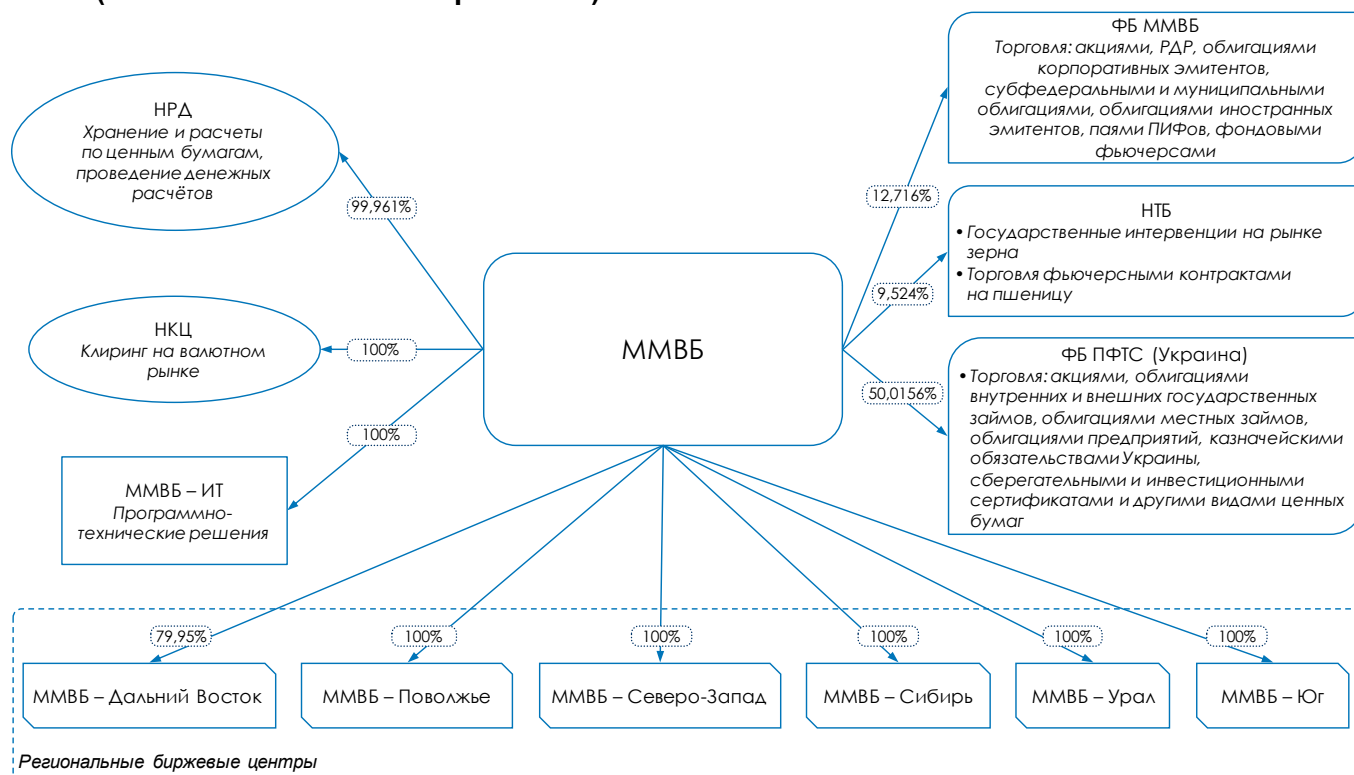 НРД
Хранение и расчеты
по ценным бумагам,
проведение денежных
расчётов
99,961%
НКЦ
Клиринг на валютном
рынке
100%
ММВБ – ИТ
Программно-
технические решения
100%
ММВБ
ФБ ММВБ
Торговля: акциями, РДР, облигациями
корпоративных эмитентов,
субфедеральными и муниципальными
облигациями, облигациями иностранных
эмитентов, паями ПИФов, фондовыми
фьючерсами
12,716%
НТБ
• Государственные интервенции на рынке
зерна
• Торговля фьючерсными контрактами
на пшеницу
9,524%
ФБ ПФТС (Украина)
• Торговля: акциями, облигациями
внутренних и внешних государственных
займов, облигациями местных займов,
облигациями предприятий, казначейскими
обязательствами Украины,
сберегательными и инвестиционными
сертификатами и другими видами ценных
бумаг
50,0156%
79,95%
100%
100%
100%
100%
100%
ММВБ – Дальний Восток
ММВБ – Поволжье
ММВБ – Северо-Запад
ММВБ – Сибирь
ММВБ – Урал
ММВБ – Юг
Региональные биржевые центры